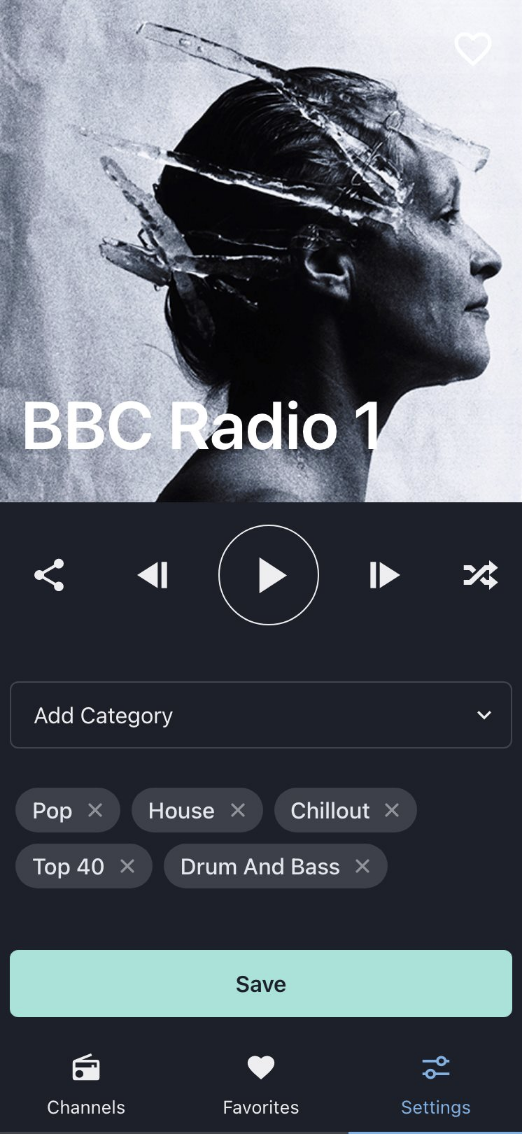 BBC Radio 1
Add Category
Pop House Chillout
Top 40 Drum And Bass
Save
Channels Favorites Settings